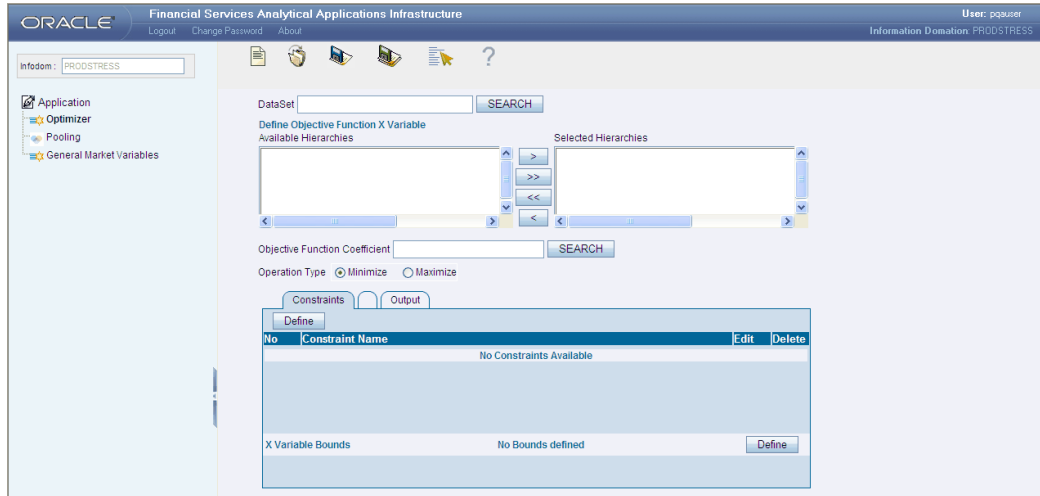 ORACLE
Financial Services Analytical Applications Infrastructure
User: pqauser
Logout Change Password About
Information Domation: PRODSTRESS
Infodom : PRODSTRESS
?
Application
Optimizer
Pooling
General Market Variables
DataSet SEARCH
Define Objective Function X Variable
Available Hierarchies Selected Hierarchies
>
>>
<<
<
Objective Function Coefficient SEARCH
Operation Type Minimize Maximize
Constraints Output
Define
No Constraint Name Edit Delete
No Constraints Available
X Variable Bounds No Bounds defined Define